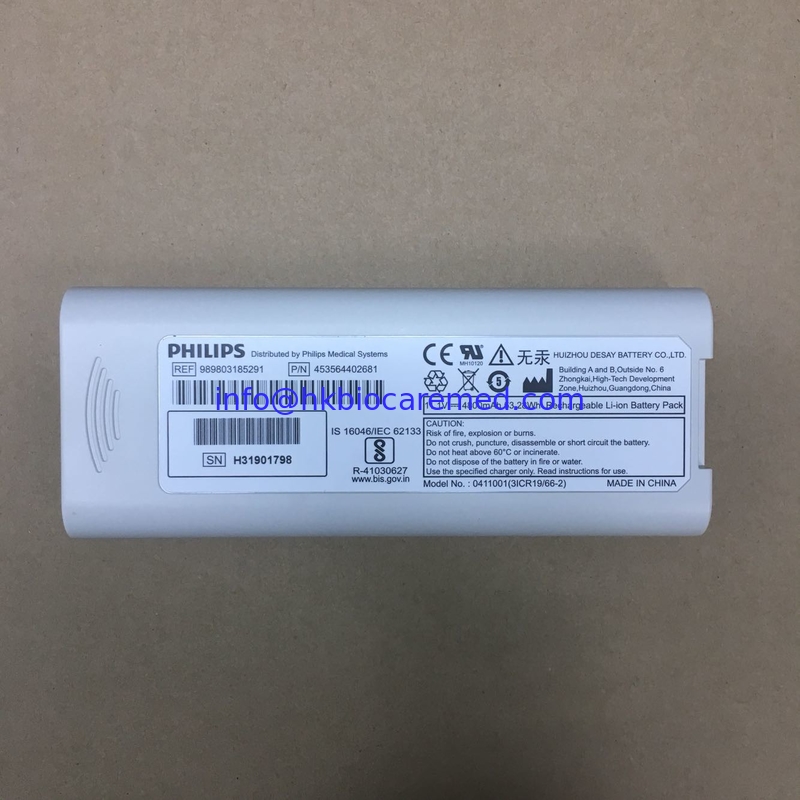 PHILIPS Distributed by Philips Medical Systems
REF 989803185291 P/N 453564402681
SN H31901798
IS 16046/IEC 62133
R-41030627
www.bis.gov.in
CE UL US MH10120 无汞
5
HUIZHOU DESAY BATTERY CO.,LTD.
Building A and B,Outside No. 6
Zhongkai,High-Tech Development
Zone,Huizhou,Guangdong,China
Rechargeable Li-ion Battery Pack
CAUTION:
Risk of fire, explosion or burns.
Do not crush, puncture, disassemble or short circuit the battery.
Do not heat above 60°C or incinerate.
Do not dispose of the battery in fire or water.
Use the specified charger only. Read instructions for use.
Model No. : 0411001(3ICR19/66-2) MADE IN CHINA
info@hkbiocaremed.com